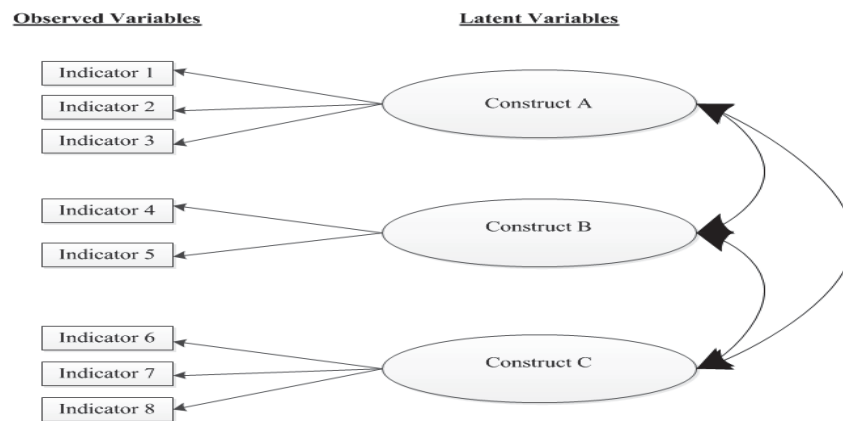 Observed Variables
Latent Variables
Indicator 1
Indicator 2
Indicator 3
Construct A
Indicator 4
Indicator 5
Construct B
Indicator 6
Indicator 7
Indicator 8
Construct C